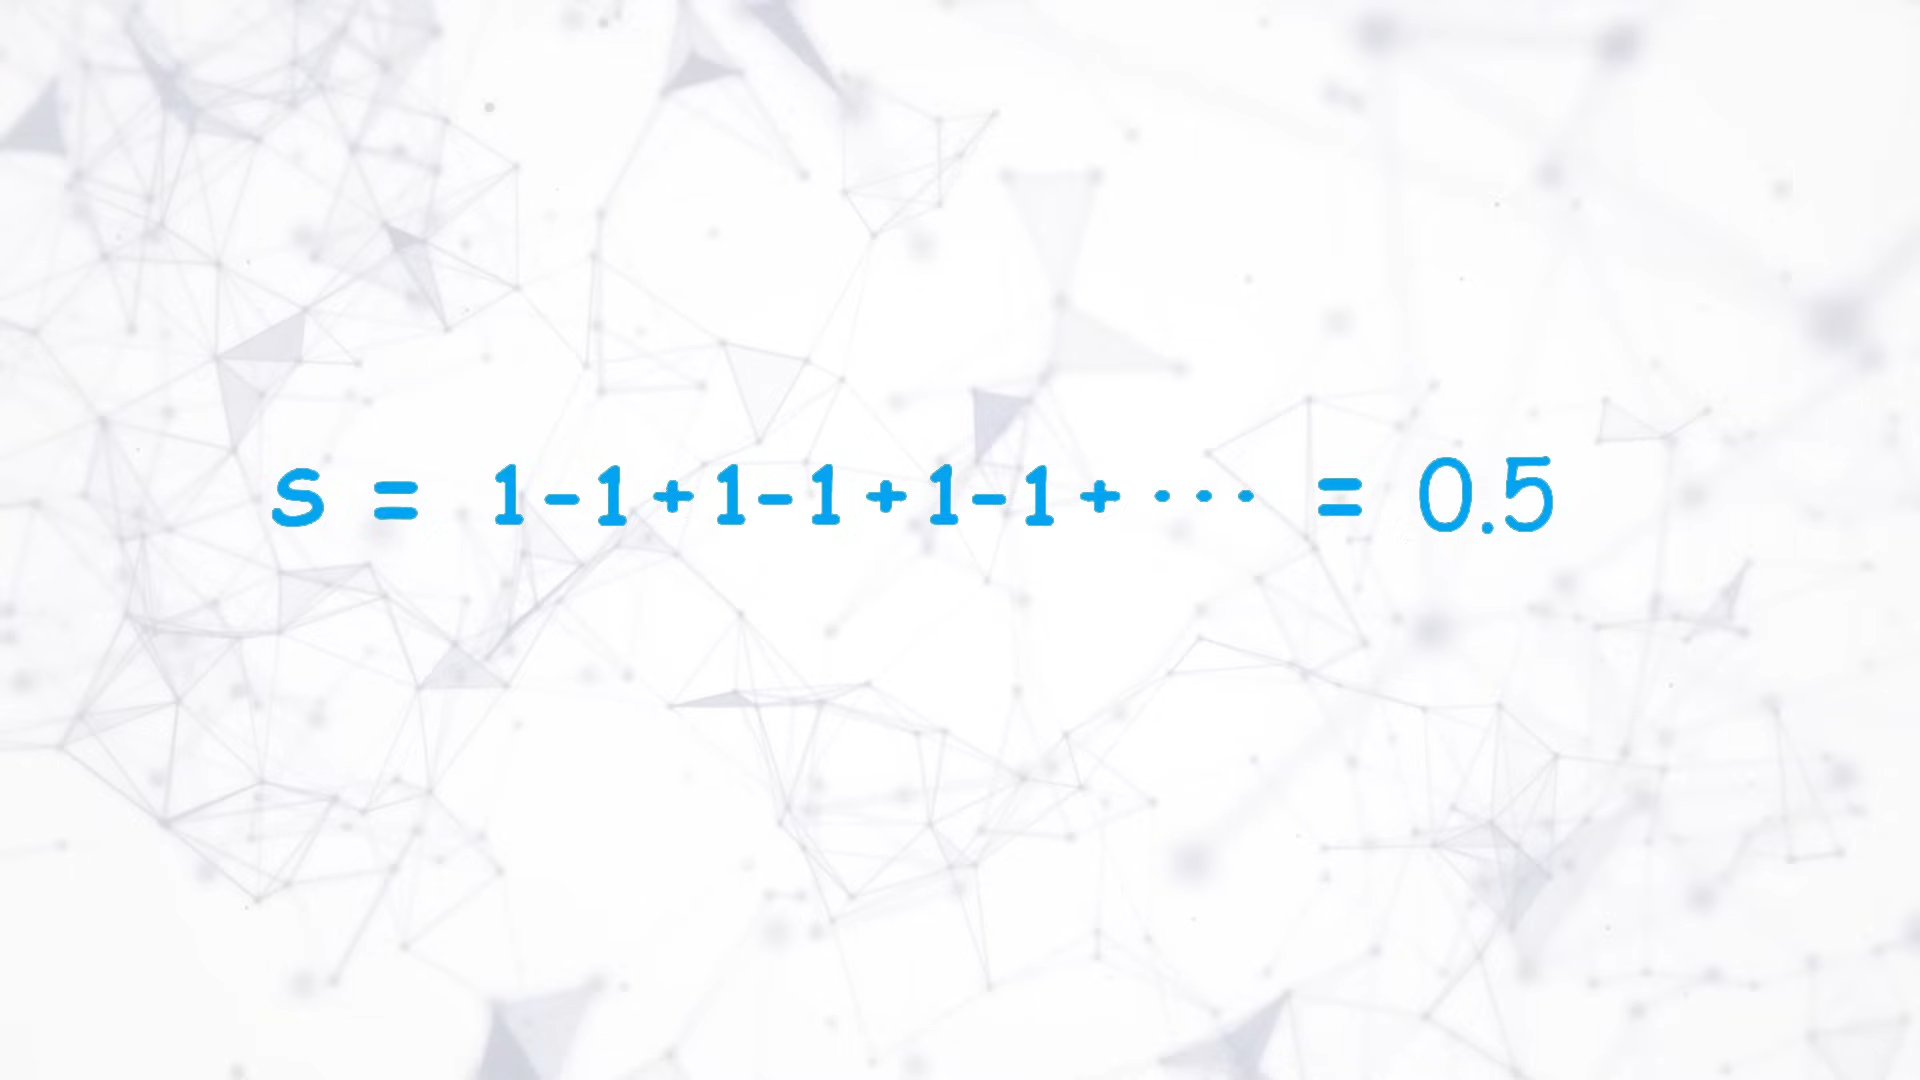 s = 1-1+1-1+1-1+··· = 0.5